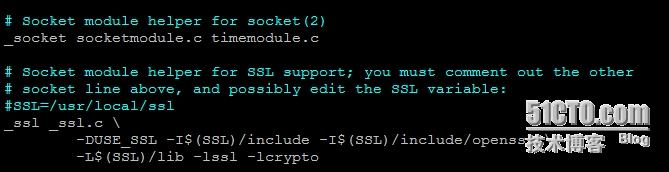 # Socket module helper for socket(2)
_socket socketmodule.c timemodule.c
# Socket module helper for SSL support; you must comment out the other
# socket line above, and possibly edit the SSL variable:
#SSL=/usr/local/ssl
_ssl _ssl.c \
-DUSE_SSL -I$(SSL)/include -I$(SSL)/include/openssl
-L$(SSL)/lib -lssl -lcrypto
51CTO.com
技术博客 Blog